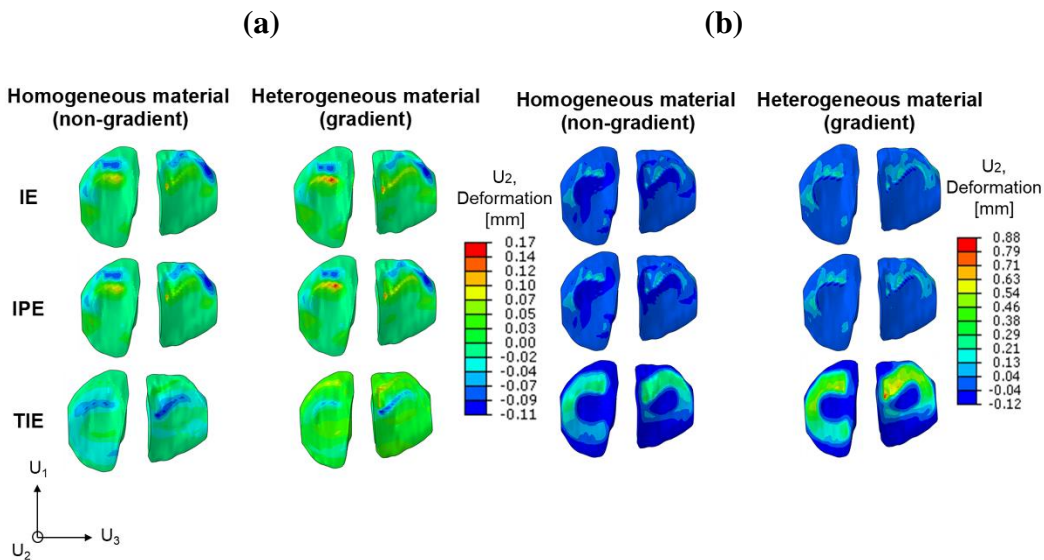 (a)
(b)
Homogeneous material
(non-gradient)
Heterogeneous material
(gradient)
Homogeneous material
(non-gradient)
Heterogeneous material
(gradient)
IE
IPE
TIE
U2,
Deformation
[mm]
0.17
0.14
0.12
0.10
0.07
0.05
0.03
0.00
-0.02
-0.04
-0.07
-0.09
-0.11
U2,
Deformation
[mm]
0.88
0.79
0.71
0.63
0.54
0.46
0.38
0.29
0.21
0.13
0.04
-0.04
-0.12
U1
U2
U3